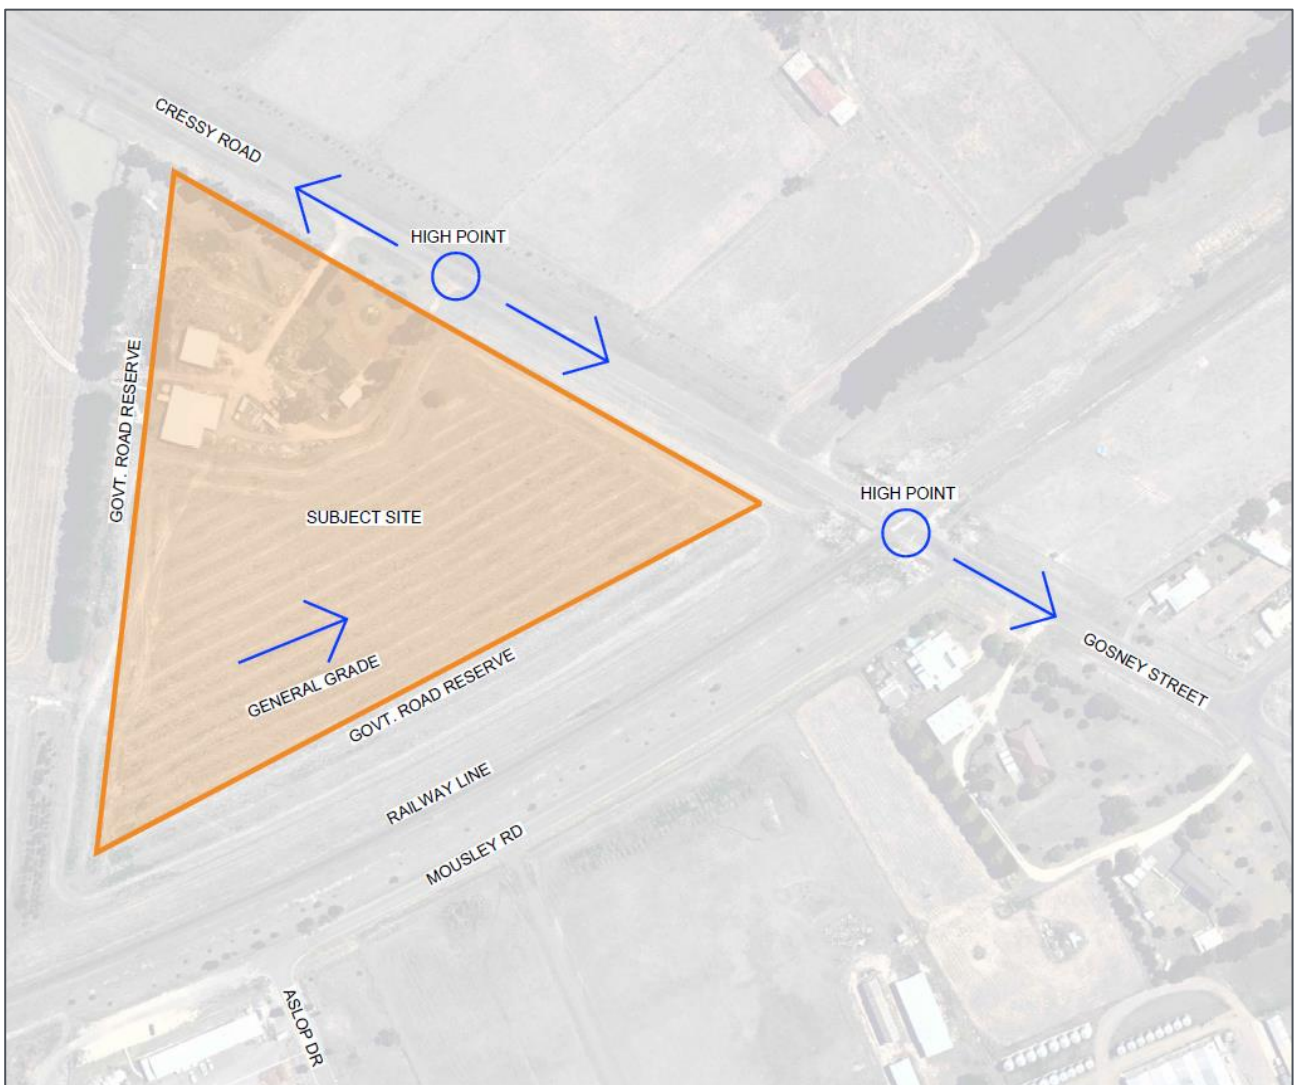 CRESSY ROAD
HIGH POINT
GOVT. ROAD RESERVE
HIGH POINT
SUBJECT SITE
GENERAL GRADE
GOVT. ROAD RESERVE
GOSNEY STREET
RAILWAY LINE
MOUSLEY RD
ASLOP DR